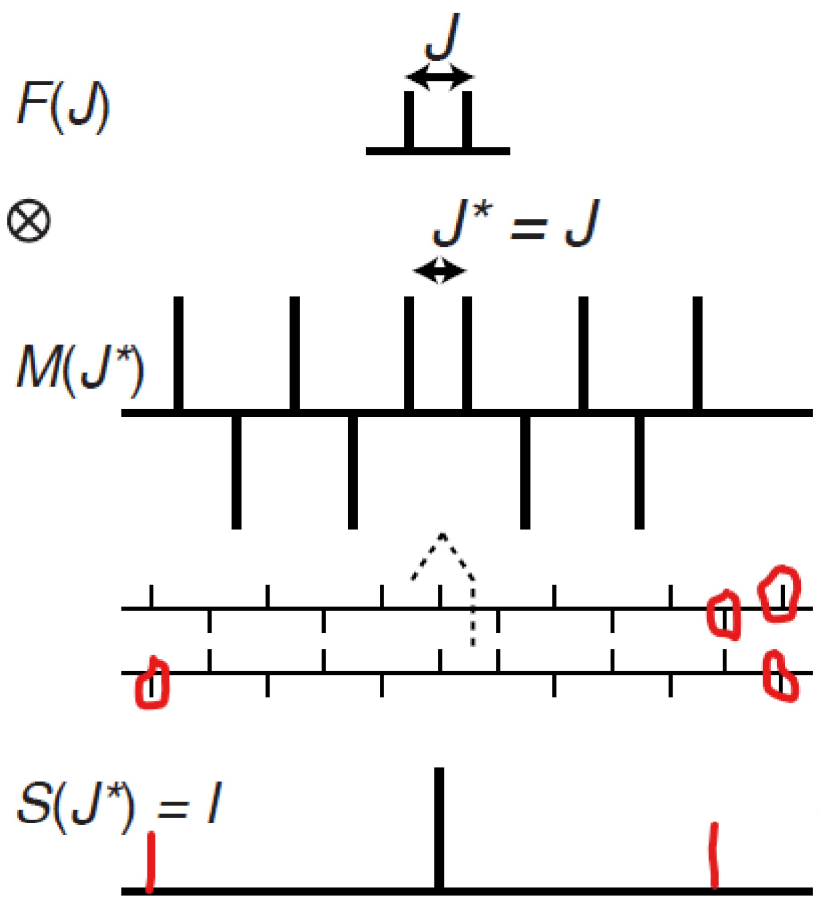 J
F(J)
⊗
J* = J
M(J*)
S(J*) = I